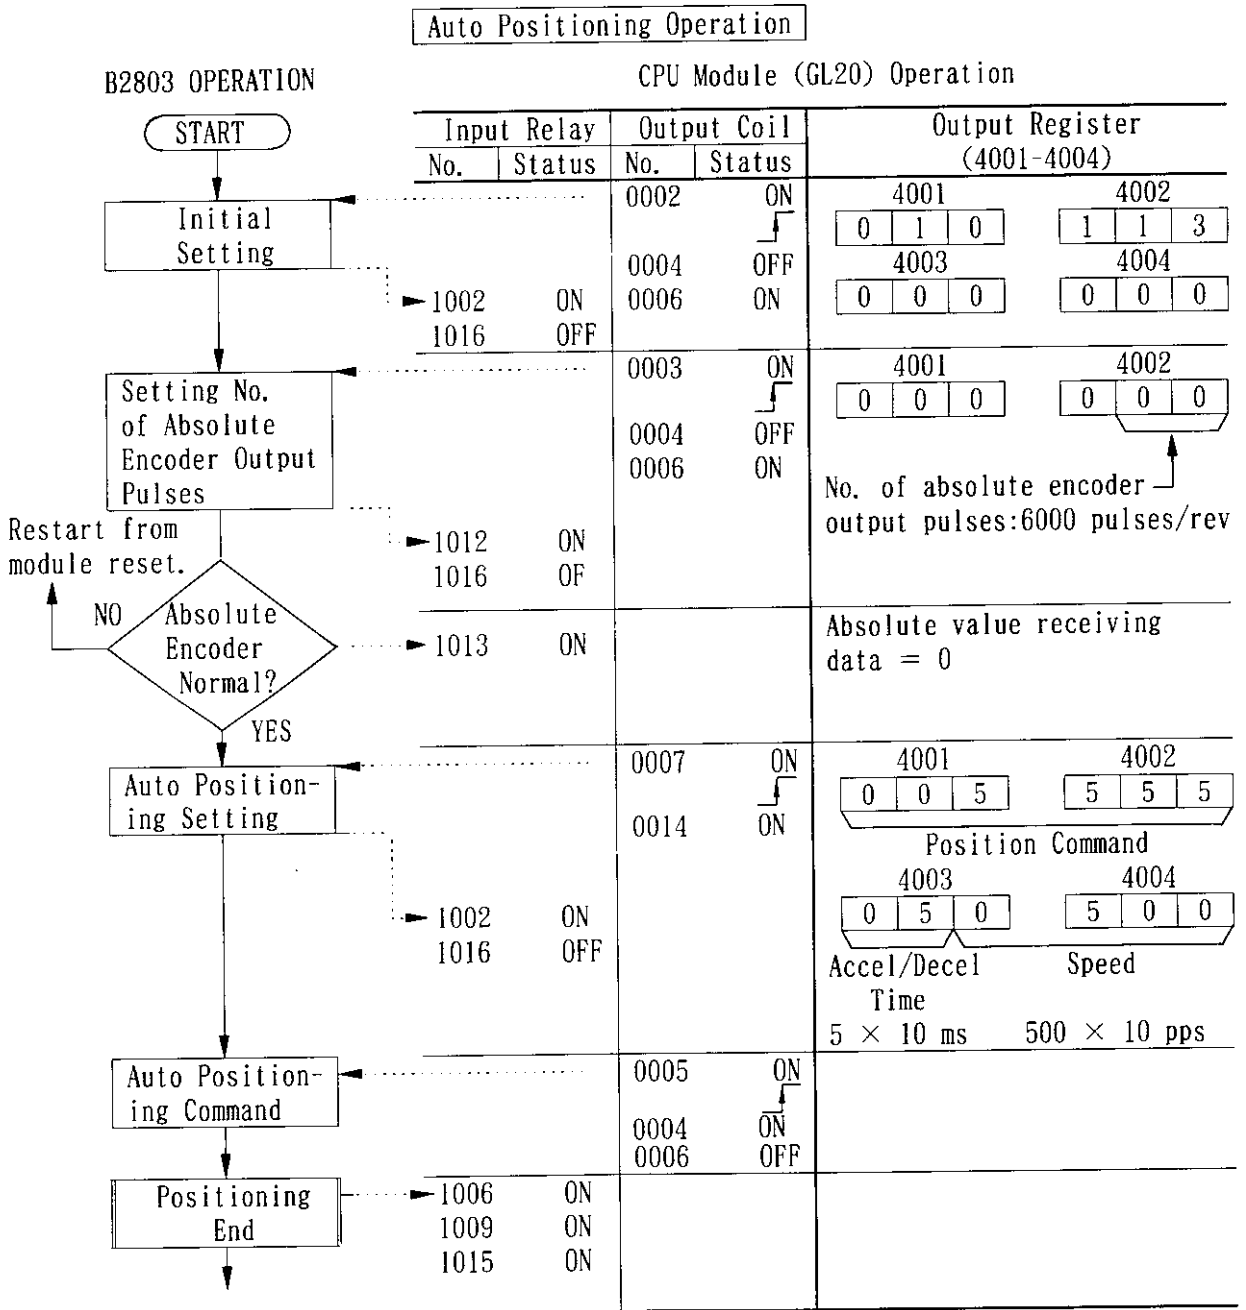 Auto Positioning Operation
B2803 OPERATION
CPU Module (GL20) Operation
START
Input Relay
Output Coil
Output Register
(4001-4004)
No.
Status
No.
Status
Initial
Setting
0002 ON
0004 OFF
0006 ON
1002 ON
1016 OFF
4001
4002
0 1 0
1 1 3
4003
4004
0 0 0
0 0 0
Setting No.
of Absolute
Encoder Output
Pulses
0003 ON
0004 OFF
0006 ON
1012 ON
1016 OF
4001
4002
0 0 0
0 0 0
No. of absolute encoder
output pulses:6000 pulses/rev
Restart from
module reset.
NO
Absolute
Encoder
Normal?
YES
1013 ON
Absolute value receiving
data = 0
Auto Position-
ing Setting
0007 ON
0014 ON
1002 ON
1016 OFF
4001
4002
0 0 5
5 5 5
Position Command
4003
4004
0 5 0
5 0 0
Accel/Decel
Time
Speed
5 × 10 ms
500 × 10 pps
Auto Position-
ing Command
0005 ON
0004 ON
0006 OFF
Positioning
End
1006 ON
1009 ON
1015 ON